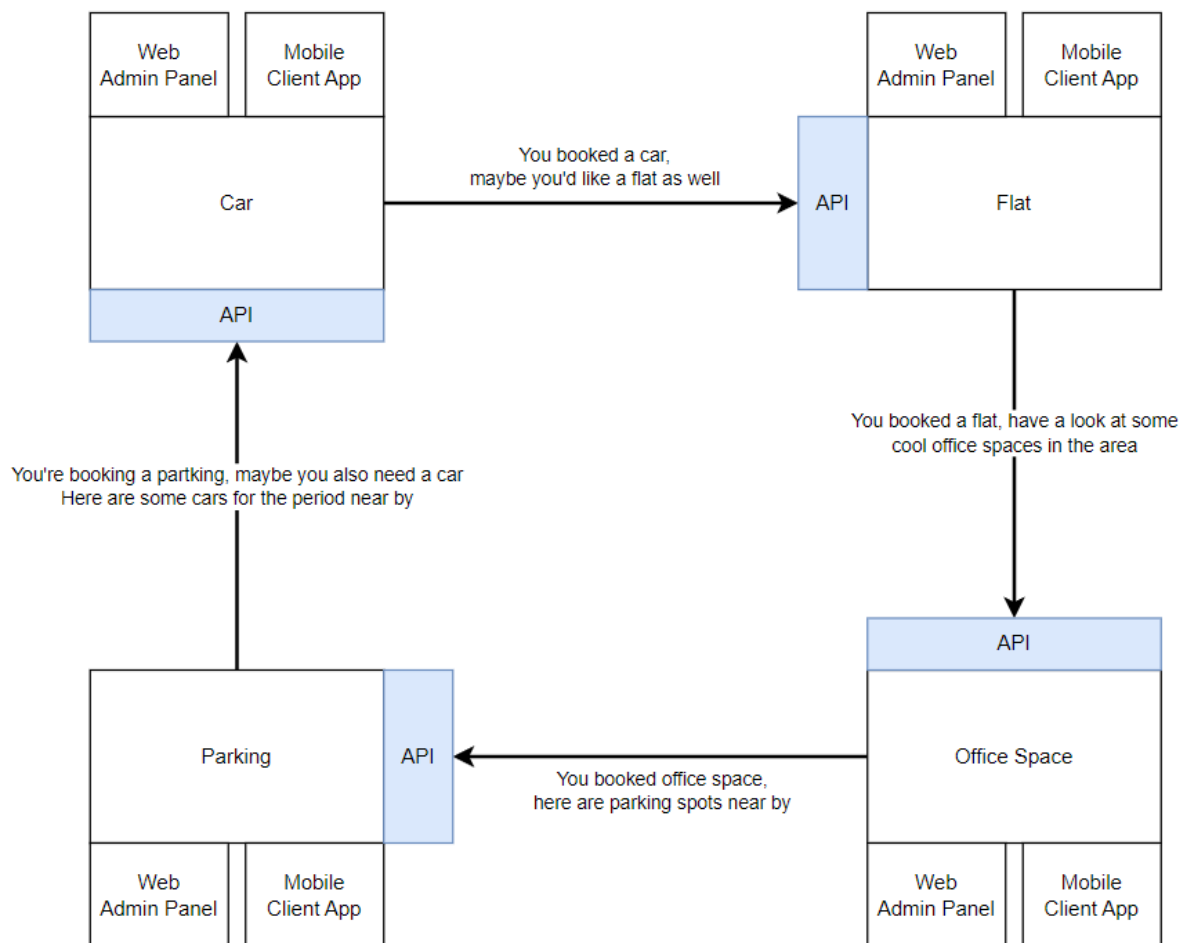 Web
Admin Panel
Mobile
Client App
Web
Admin Panel
Mobile
Client App
Car
You booked a car,
maybe you'd like a flat as well
API
Flat
API
You booked a flat, have a look at some
cool office spaces in the area
You're booking a partking, maybe you also need a car
Here are some cars for the period near by
API
Parking
API
You booked office space,
here are parking spots near by
Office Space
Web
Admin Panel
Mobile
Client App
Web
Admin Panel
Mobile
Client App